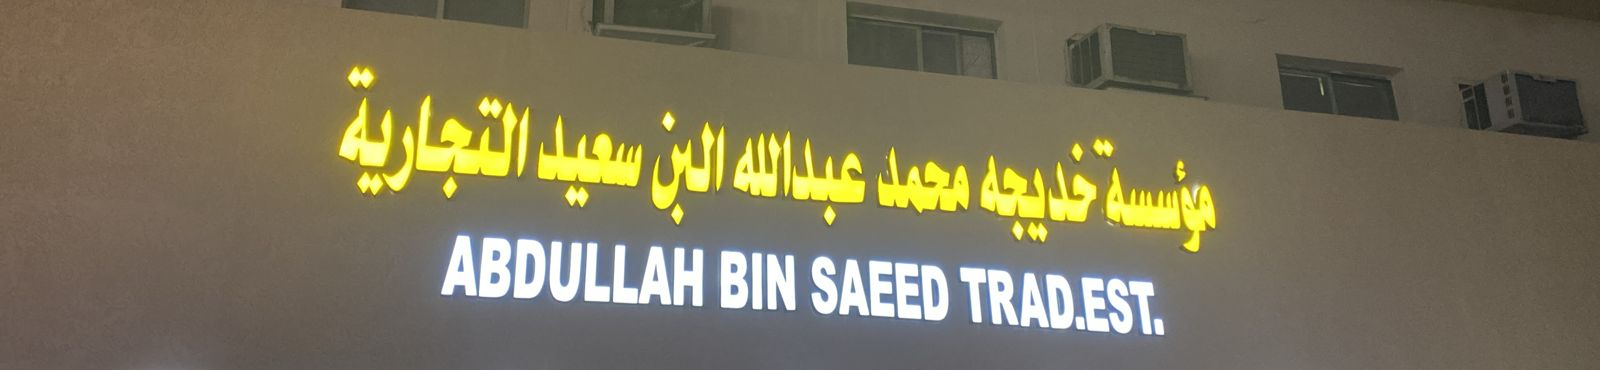 مؤسسة خديجه محمد عبدالله البن سعيد التجارية
ABDULLAH BIN SAEED TRAD.EST.